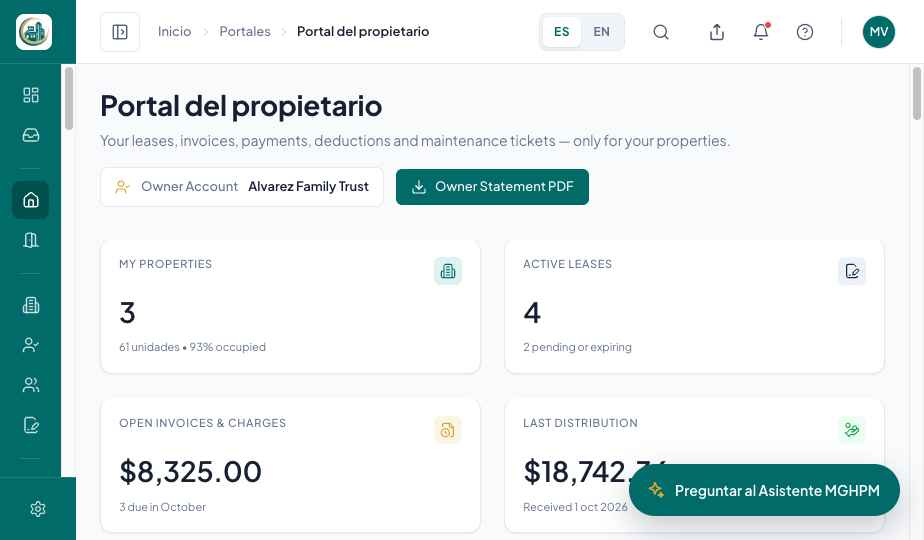 Inicio > Portales > Portal del propietario
ES EN
MV
Portal del propietario
Your leases, invoices, payments, deductions and maintenance tickets — only for your properties.
Owner Account Alvarez Family Trust
Owner Statement PDF
MY PROPERTIES
3
61 unidades • 93% occupied
ACTIVE LEASES
4
2 pending or expiring
OPEN INVOICES & CHARGES
$8,325.00
3 due in October
LAST DISTRIBUTION
Received 1 oct 2026
Preguntar al Asistente MGHPM